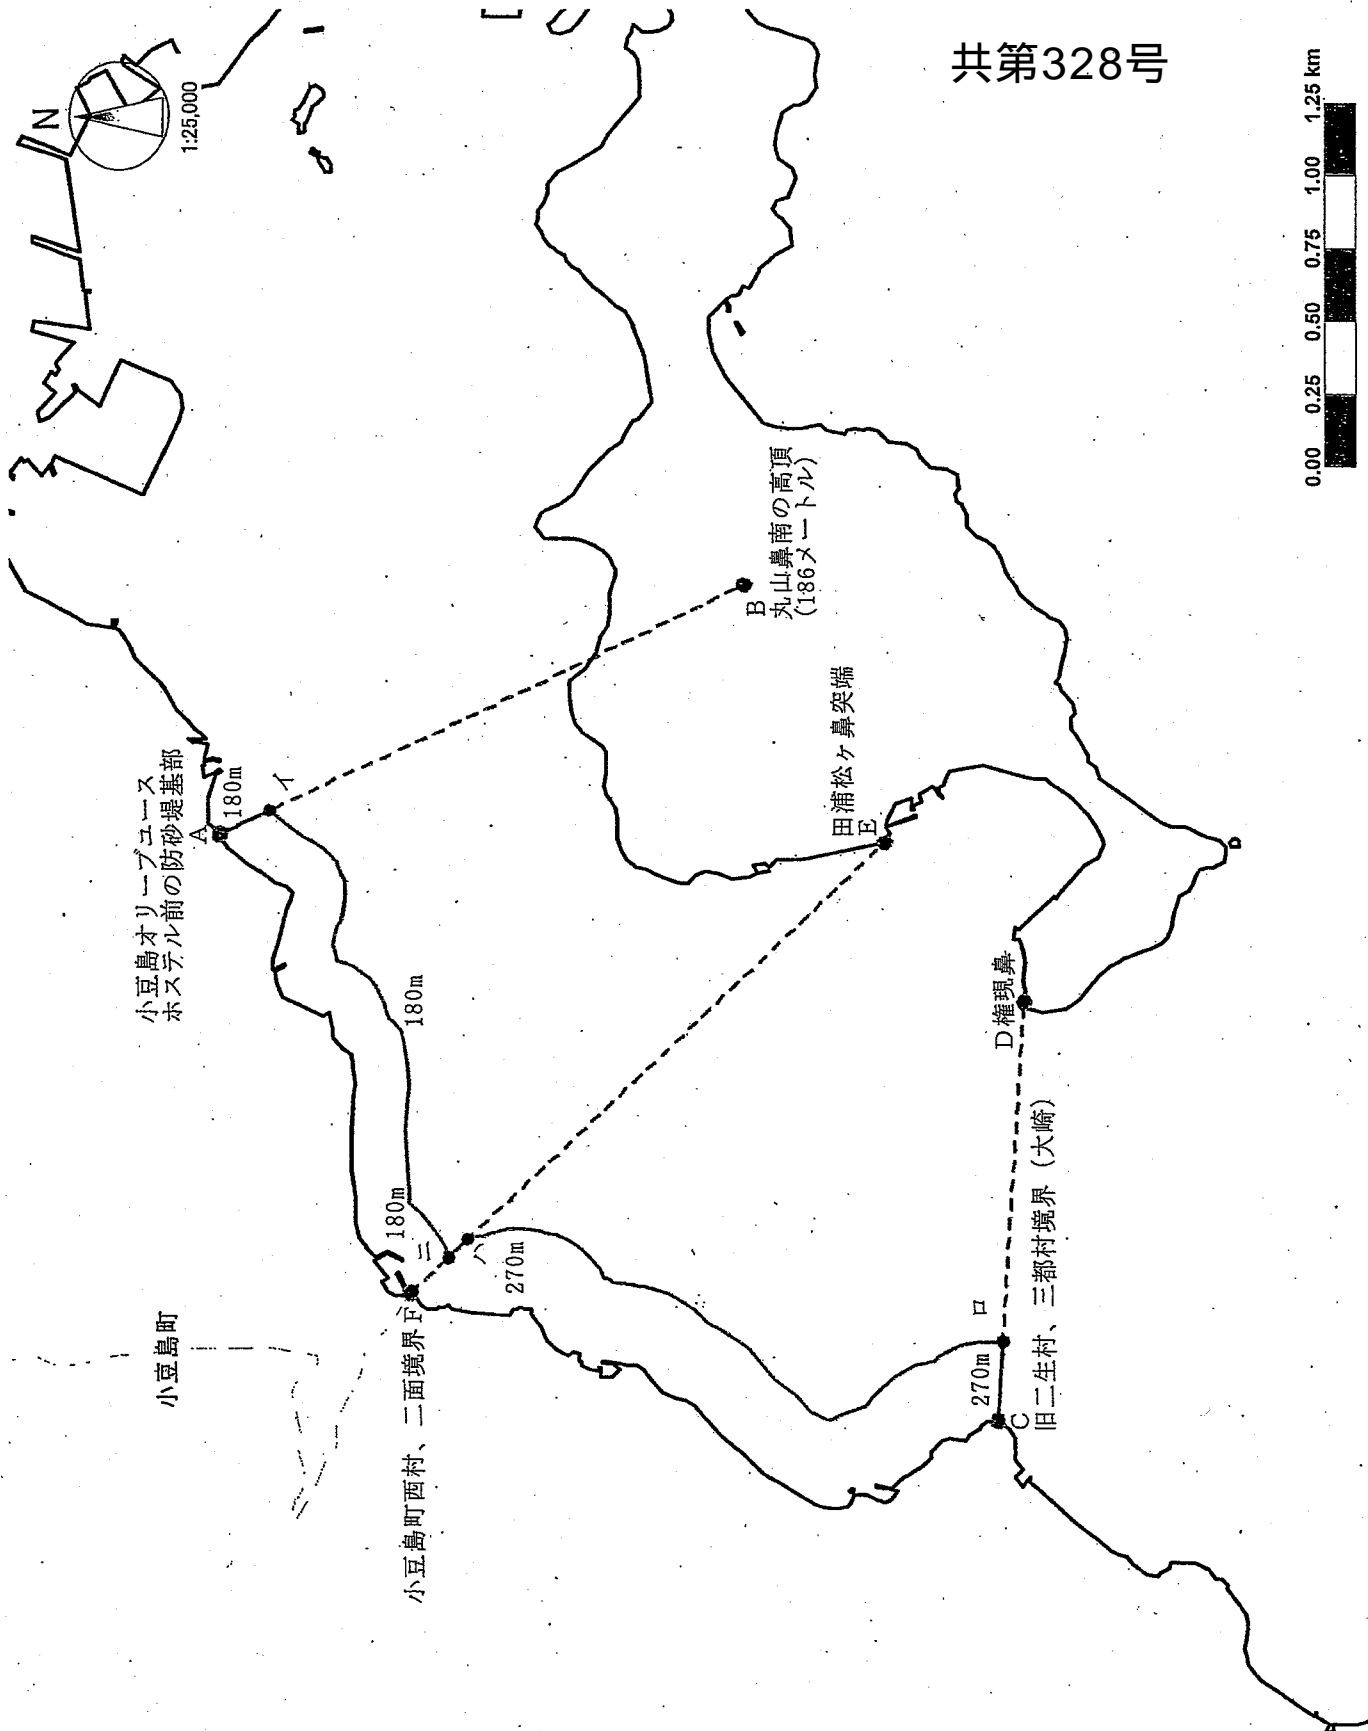 共第328号
N
1:25,000
0.00 0.25 0.50 0.75 1.00 1.25 km
小豆島オリーブユース
ホステル前の防砂堤基部
A
180m
イ
180m
B
丸山鼻南の高頂
(186メートル)
田浦松ヶ鼻突端
E
D権現鼻
小豆島町
180m
ニ
ハ
小豆島町西村、二面境界F
270m
ロ
270m
C
旧二生村、三都村境界（大崎）